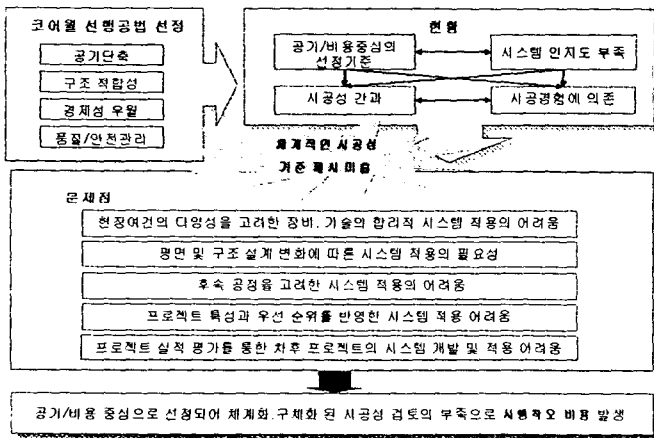 코어월 선행공법 선정
공기단축
구조 적합성
경제성 우월
품질/안전관리
현황
공기/비용중심의
선정기준
시스템 인지도 부족
시공성 간과
시공경험에 의존
체계적인 시공성
기준 제시 미흡
문제점
현장여건의 다양성을 고려한 장비, 기술의 합리적 시스템 적용의 어려움
평면 및 구조 설계 변화에 따른 시스템 적용의 필요성
후속 공정을 고려한 시스템 적용의 어려움
프로젝트 특성과 우선 순위를 반영한 시스템 적용 어려움
프로젝트 실적 평가를 통한 차후 프로젝트의 시스템 개발 및 적용 어려움
공기/비용 중심으로 선정되어 체계화.구체화 된 시공성 검토의 부족으로 시행착오 비용 발생